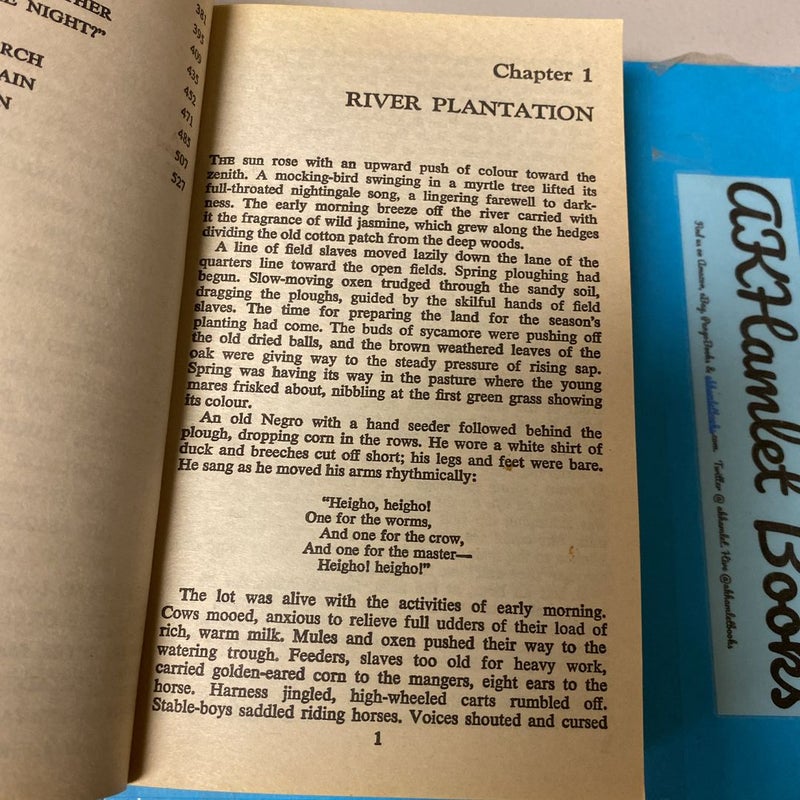 THER
E NIGHT?"
RCH
AIN
N
381
395
409
435
452
471
485
507
527
Chapter 1
RIVER PLANTATION
THE sun rose with an upward push of colour toward the
zenith. A mocking-bird swinging in a myrtle tree lifted its
full-throated nightingale song, a lingering farewell to dark-
ness. The early morning breeze off the river carried with
it the fragrance of wild jasmine, which grew along the hedges
dividing the old cotton patch from the deep woods.
A line of field slaves moved lazily down the lane of the
quarters line toward the open fields. Spring ploughing had
begun. Slow-moving oxen trudged through the sandy soil,
dragging the ploughs, guided by the skilful hands of field
slaves. The time for preparing the land for the season's
planting had come. The buds of sycamore were pushing off
the old dried balls, and the brown weathered leaves of the
oak were giving way to the steady pressure of rising sap.
Spring was having its way in the pasture where the young
mares frisked about, nibbling at the first green grass showing
its colour.
An old Negro with a hand seeder followed behind the
plough, dropping corn in the rows. He wore a white shirt of
duck and breeches cut off short; his legs and feet were bare.
He sang as he moved his arms rhythmically:
"Heigho, heigho!
One for the worms,
And one for the crow,
And one for the master—
Heigho! heigho!"
The lot was alive with the activities of early morning.
Cows mooed, anxious to relieve full udders of their load of
rich, warm milk. Mules and oxen pushed their way to the
watering trough. Feeders, slaves too old for heavy work,
carried golden-eared corn to the mangers, eight ears to the
horse. Harness jingled, high-wheeled carts rumbled off.
Stable-boys saddled riding horses. Voices shouted and cursed
1
AKHamlet Books
Find us on Amazon, eBay, PangoBooks & akhamletbooks.com Twitter @ akhamlet. Hive @akhamletbooks